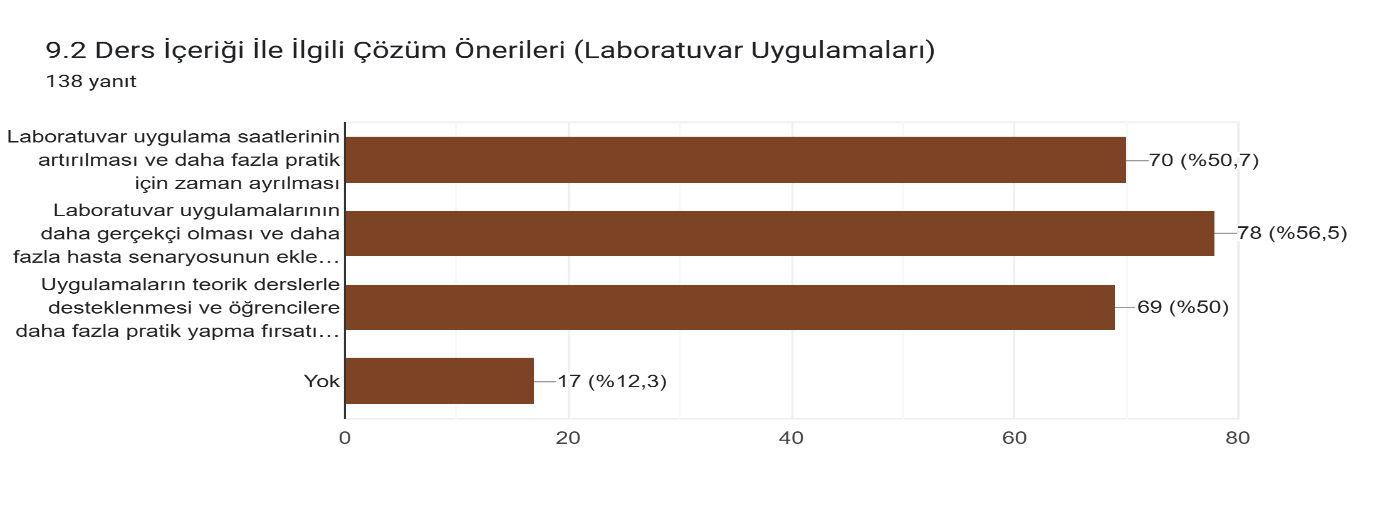 9.2 Ders İçeriği İle İlgili Çözüm Önerileri (Laboratuvar Uygulamaları)
138 yanıt
Laboratuvar uygulama saatlerinin
artırılması ve daha fazla pratik
için zaman ayrılması
70 (%50,7)
Laboratuvar uygulamalarının
daha gerçekçi olması ve daha
fazla hasta senaryosunun ekle…
78 (%56,5)
Uygulamaların teorik derslerle
desteklenmesi ve öğrencilere
daha fazla pratik yapma fırsatı…
69 (%50)
Yok
17 (%12,3)
0 20 40 60 80